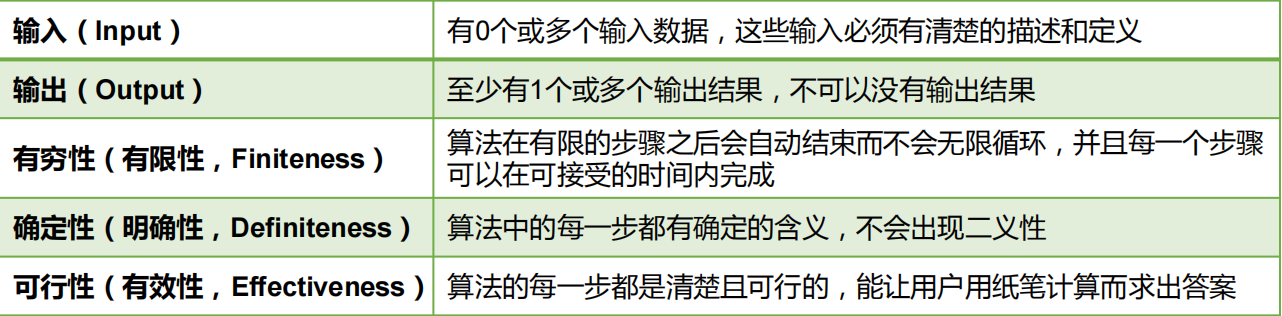 输入（Input）
有0个或多个输入数据，这些输入必须有清楚的描述和定义
输出（Output）
至少有1个或多个输出结果，不可以没有输出结果
有穷性（有限性，Finiteness）
算法在有限的步骤之后会自动结束而不会无限循环，并且每一个步骤
可以在可接受的时间内完成
确定性（明确性，Definiteness）
算法中的每一步都有确定的含义，不会出现二义性
可行性（有效性，Effectiveness）
算法的每一步都是清楚且可行的，能让用户用纸笔计算而求出答案